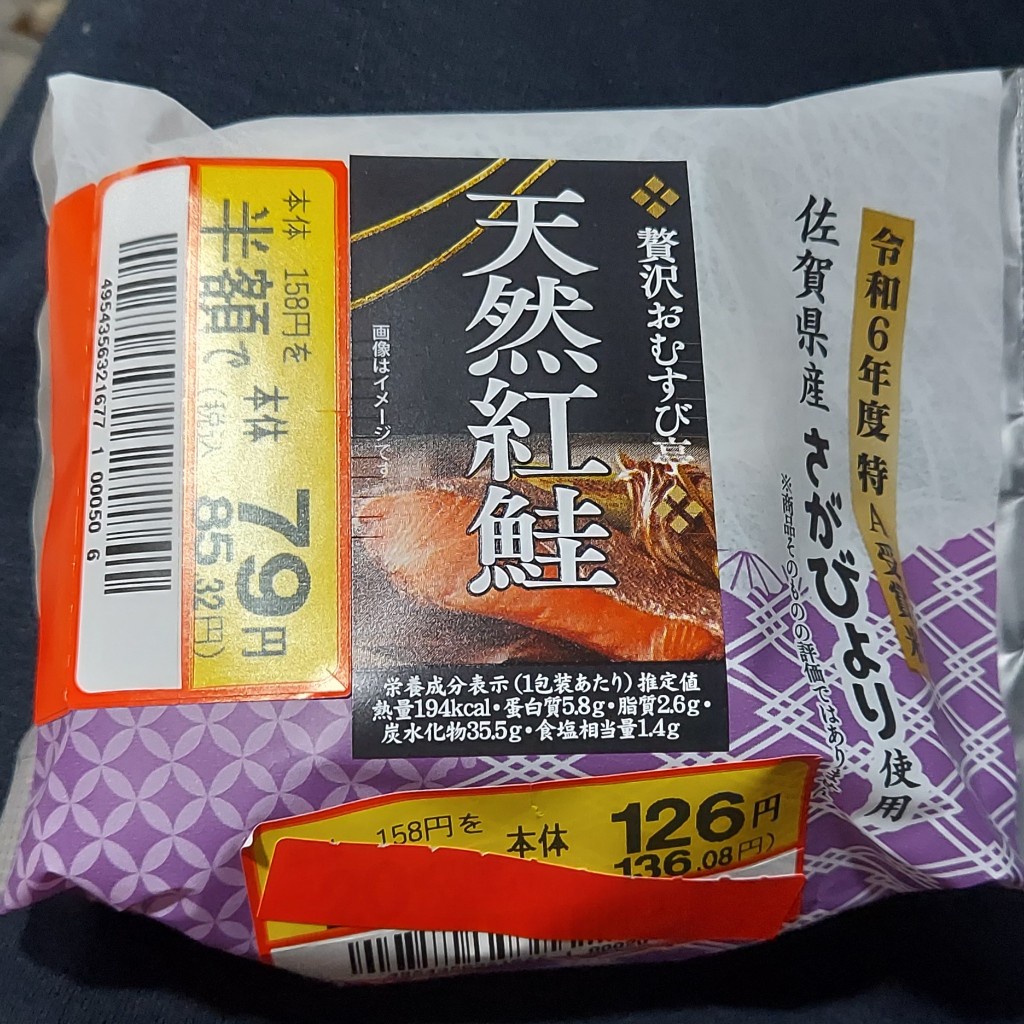 令和6年度 特A
佐賀県産 さがびより使用
※商品そのものの評価ではありません
贅沢おむすび亭
天然紅鮭
画像はイメージです
栄養成分表示(1包装あたり)推定値
熱量194kcal・蛋白質5.8g・脂質2.6g・
炭水化物35.5g・食塩相当量1.4g
本体 158円を
半額で 本体 79円
(税込 85.32円)
4954356321677 1 00050 6
158円を 本体 126円
136.08円)